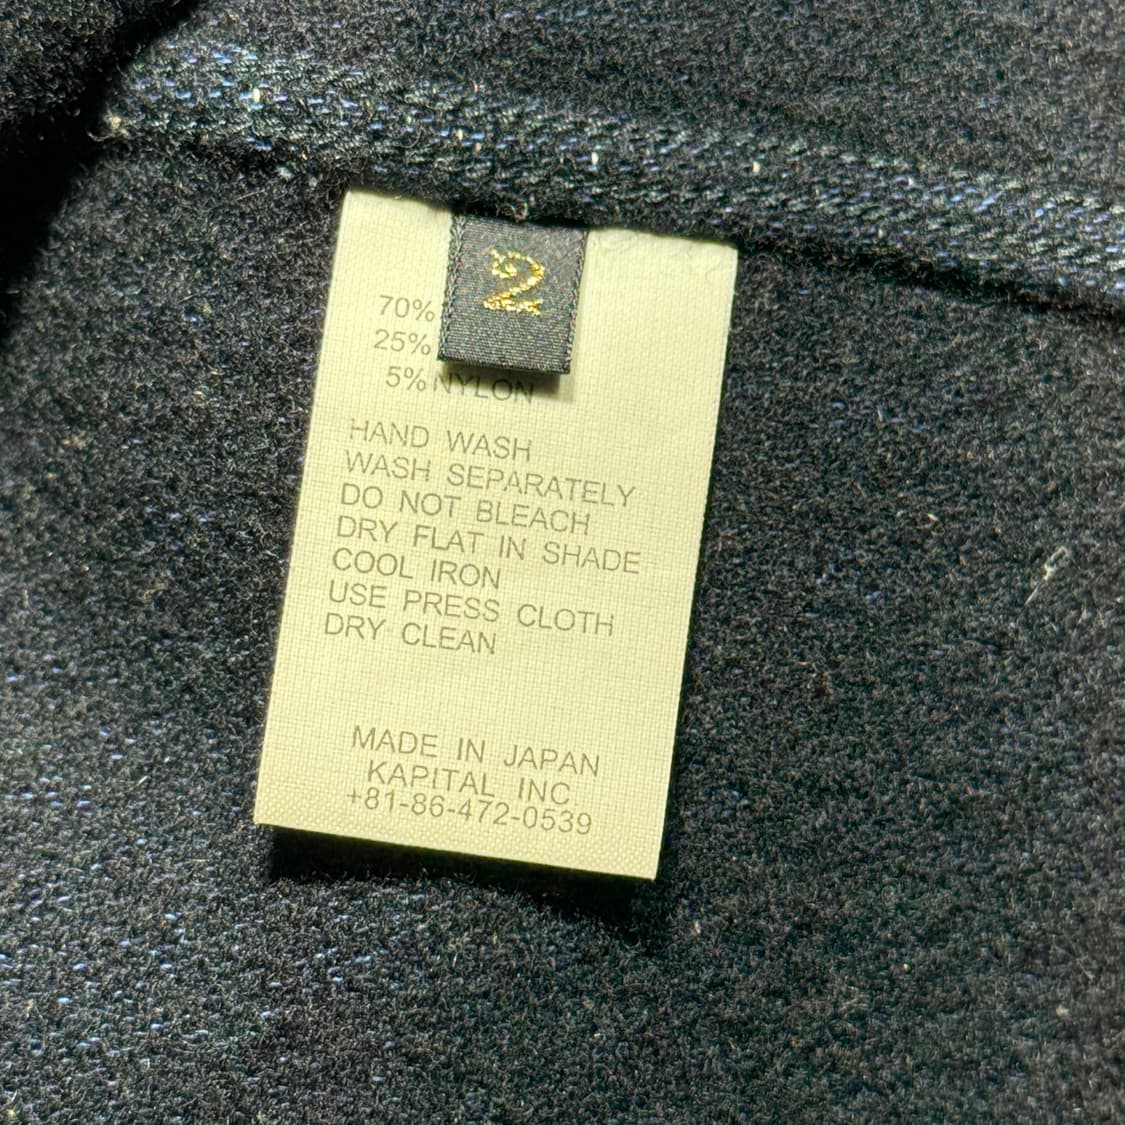 2
70%
25%
5% NYLON
HAND WASH
WASH SEPARATELY
DO NOT BLEACH
DRY FLAT IN SHADE
COOL IRON
USE PRESS CLOTH
DRY CLEAN
MADE IN JAPAN
KAPITAL INC.
+81-86-472-0539